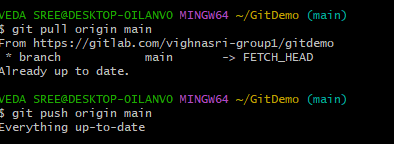 VEDA SREE@DESKTOP-OILANVO MINGW64 ~/GitDemo (main)
$ git pull origin main
From https://gitlab.com/vighnasri-group1/gitdemo
 * branch            main       -> FETCH_HEAD
Already up to date.

VEDA SREE@DESKTOP-OILANVO MINGW64 ~/GitDemo (main)
$ git push origin main
Everything up-to-date